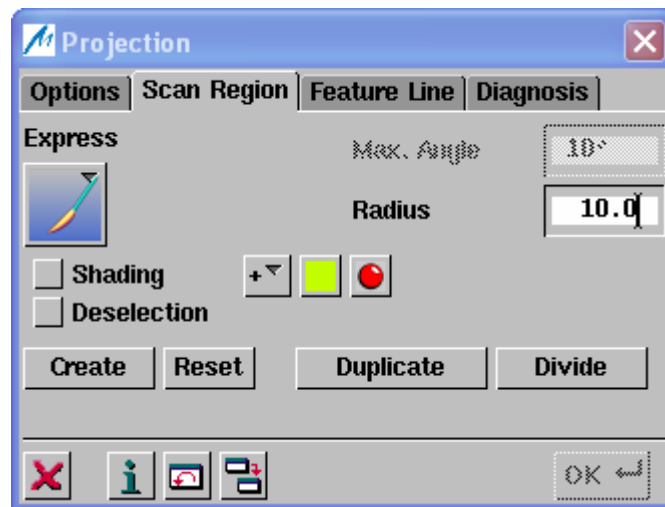 Projection
Options Scan Region Feature Line Diagnosis
Express
Max. Angle 10°
Radius 10.0
Shading
Deselection
Create Reset Duplicate Divide
OK